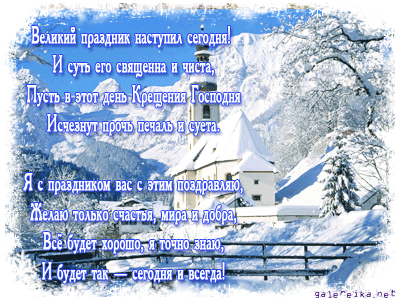 Великий праздник наступил сегодня!
И суть его священна и чиста,
Пусть в этот день Крещения Господня
Исчезнут прочь печаль и суета.
Я с праздником вас с этим поздравляю,
Желаю только счастья, мира и добра,
Всё будет хорошо, я точно знаю,
И будет так — сегодня и всегда!
galereika.net